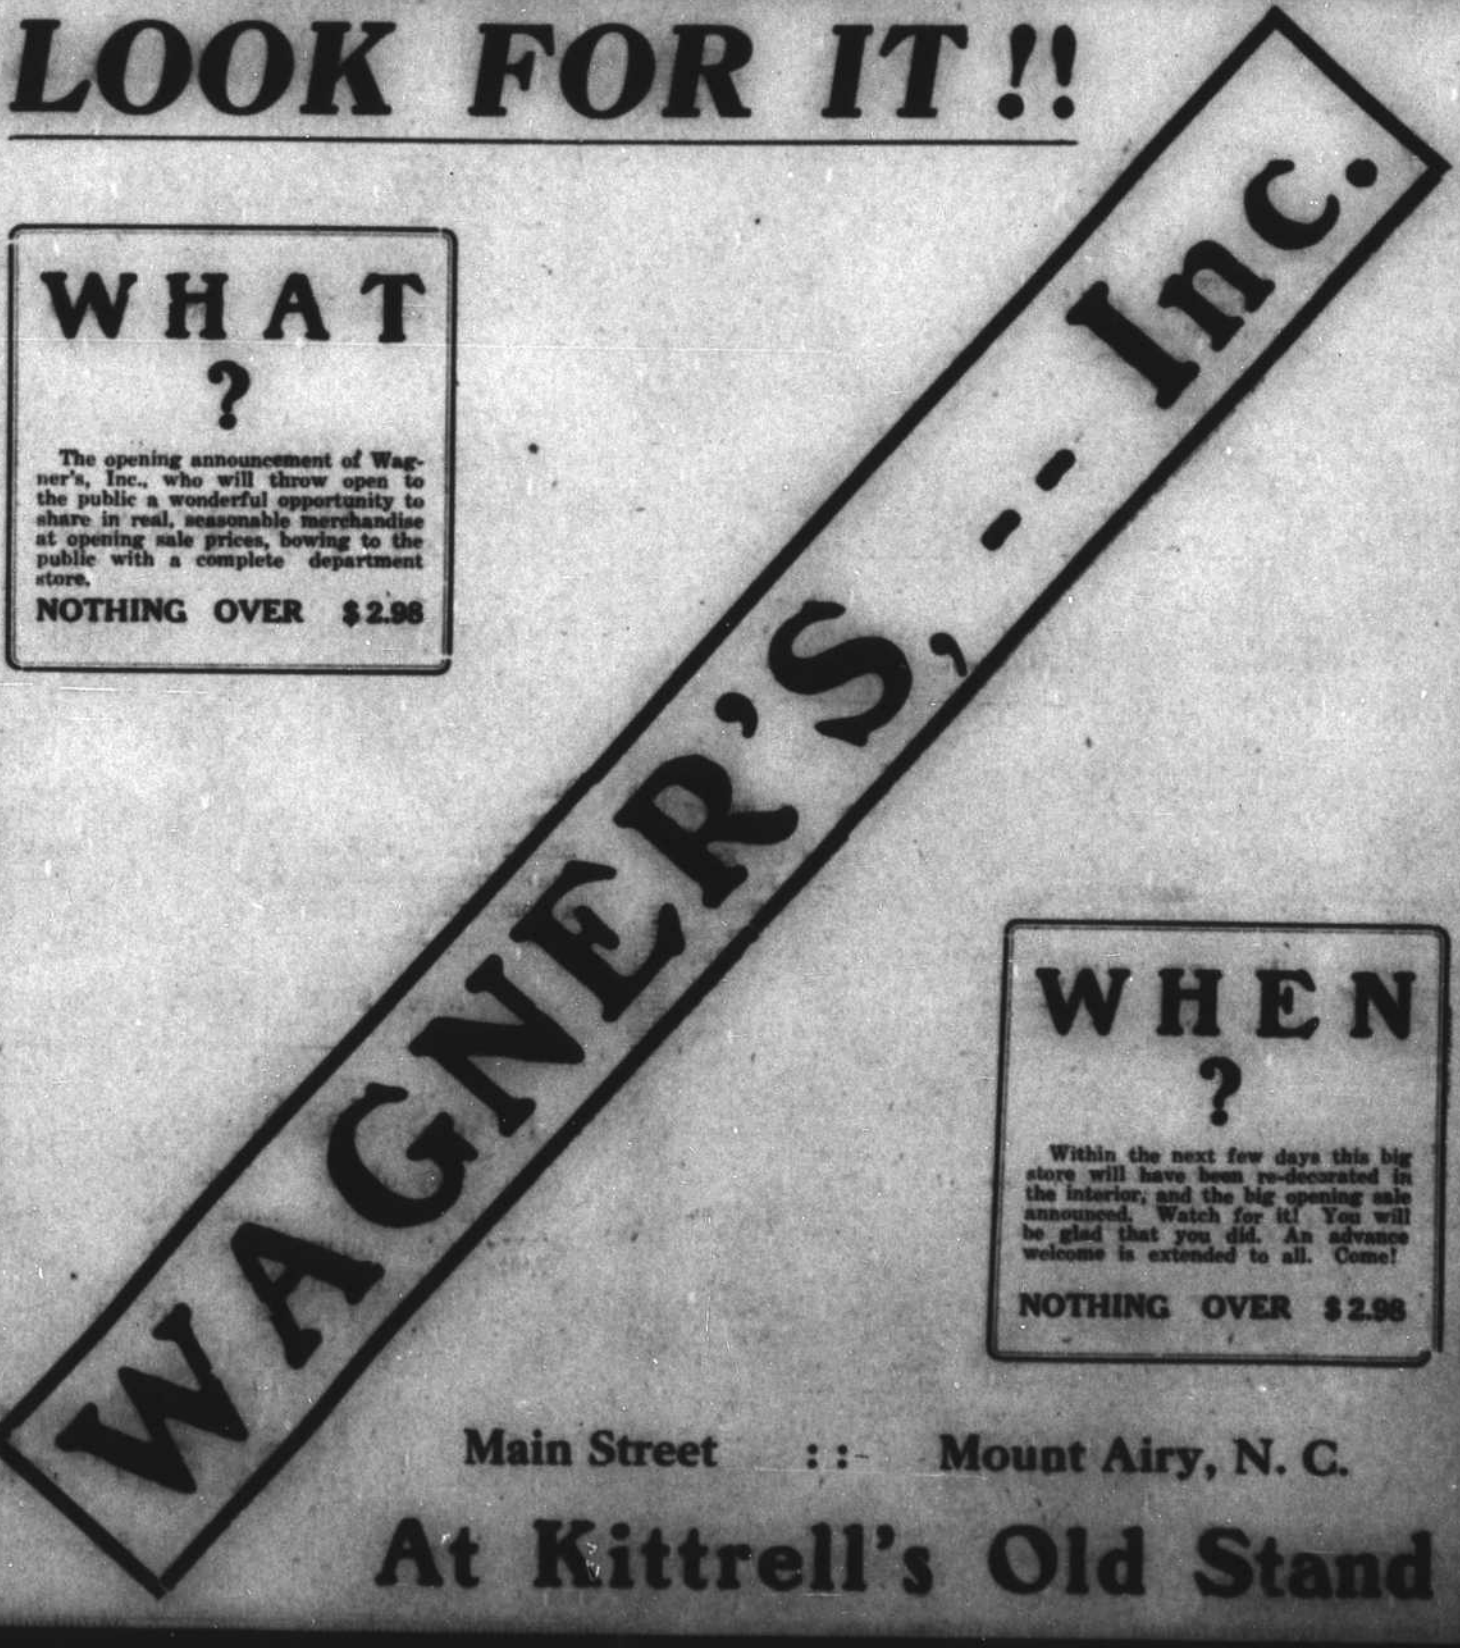 LOOK FOR IT!!
WHAT
?
The opening announcement of Wag-
ner's, Inc., who will throw open to
the public a wonderful opportunity to
share in real, seasonable merchandise
at opening sale prices, bowing to the
public with a complete department
store.
NOTHING OVER $2.98
WAGNER'S, -- Inc.
WHEN
?
Within the next few days this big
store will have been re-decorated in
the interior, and the big opening sale
announced. Watch for it! You will
be glad that you did. An advance
welcome is extended to all. Come!
NOTHING OVER $2.98
Main Street :: Mount Airy, N. C.
At Kittrell's Old Stand